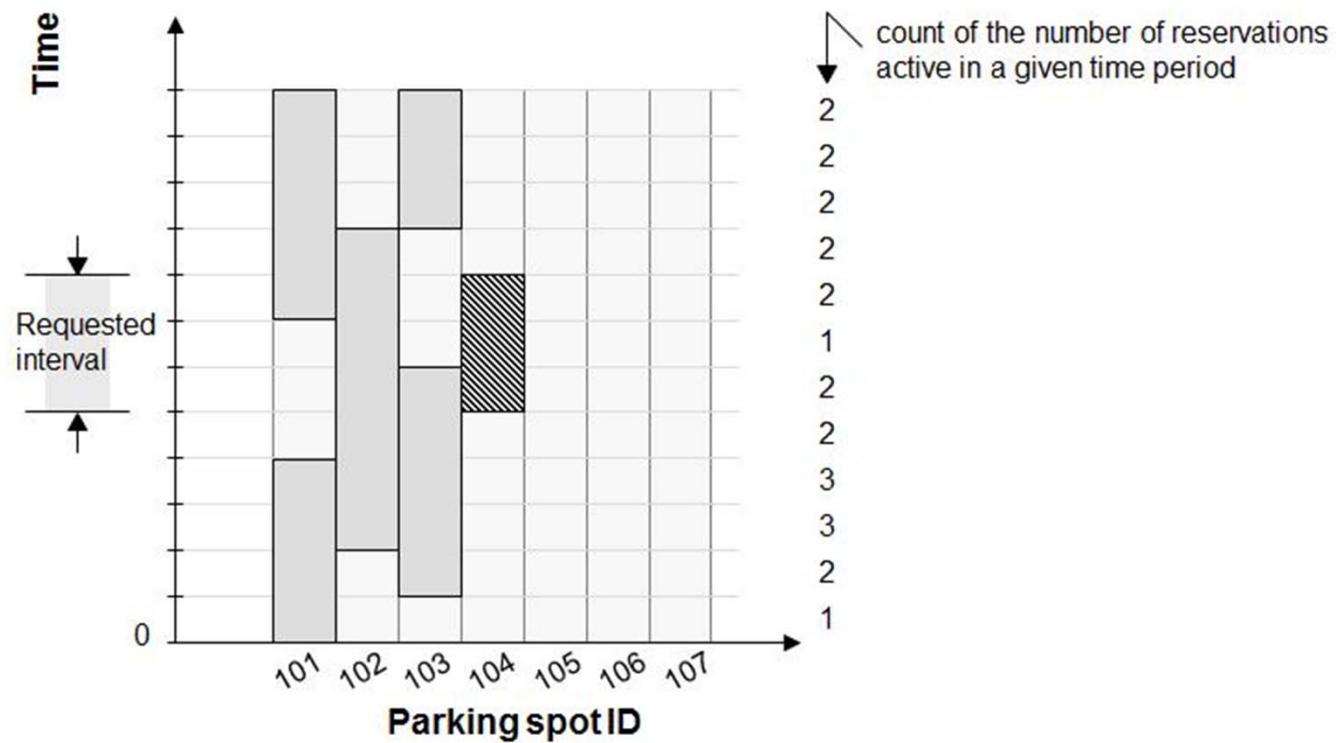 Time
count of the number of reservations
active in a given time period
2
2
2
2
2
1
2
2
3
3
2
1
Requested
interval
0
101 102 103 104 105 106 107
Parking spot ID